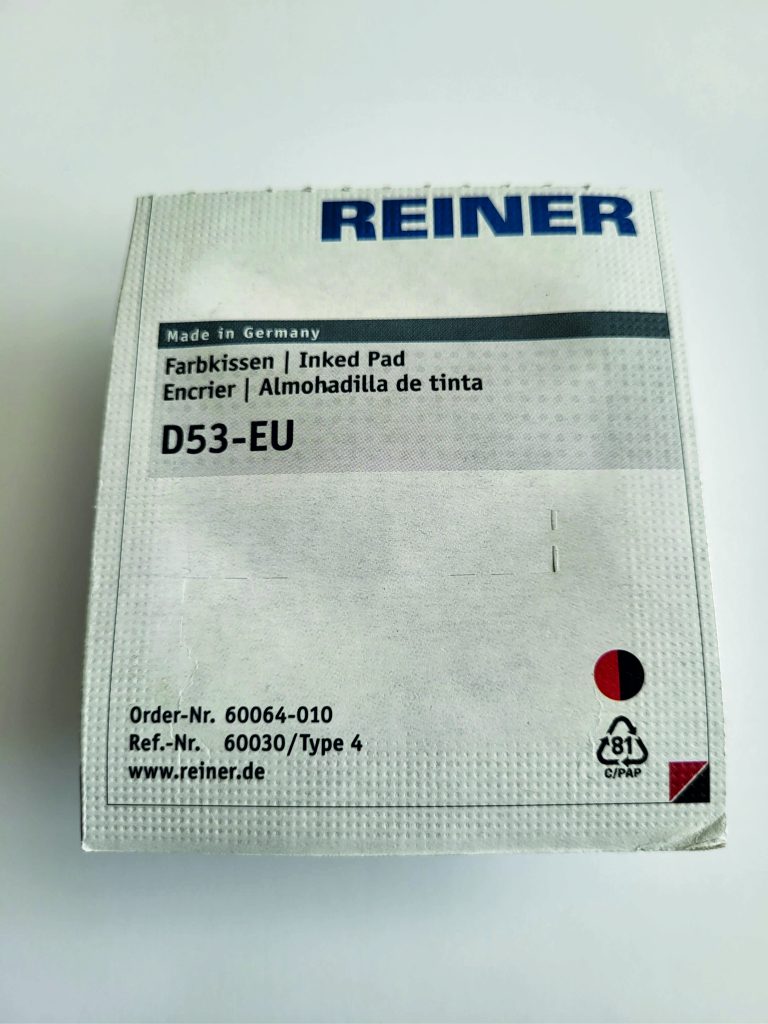 REINER
Made in Germany
Farbkissen | Inked Pad
Encrier | Almohadilla de tinta
D53-EU
Order-Nr. 60064-010
Ref.-Nr. 60030/Type 4
www.reiner.de
81
C/PAP